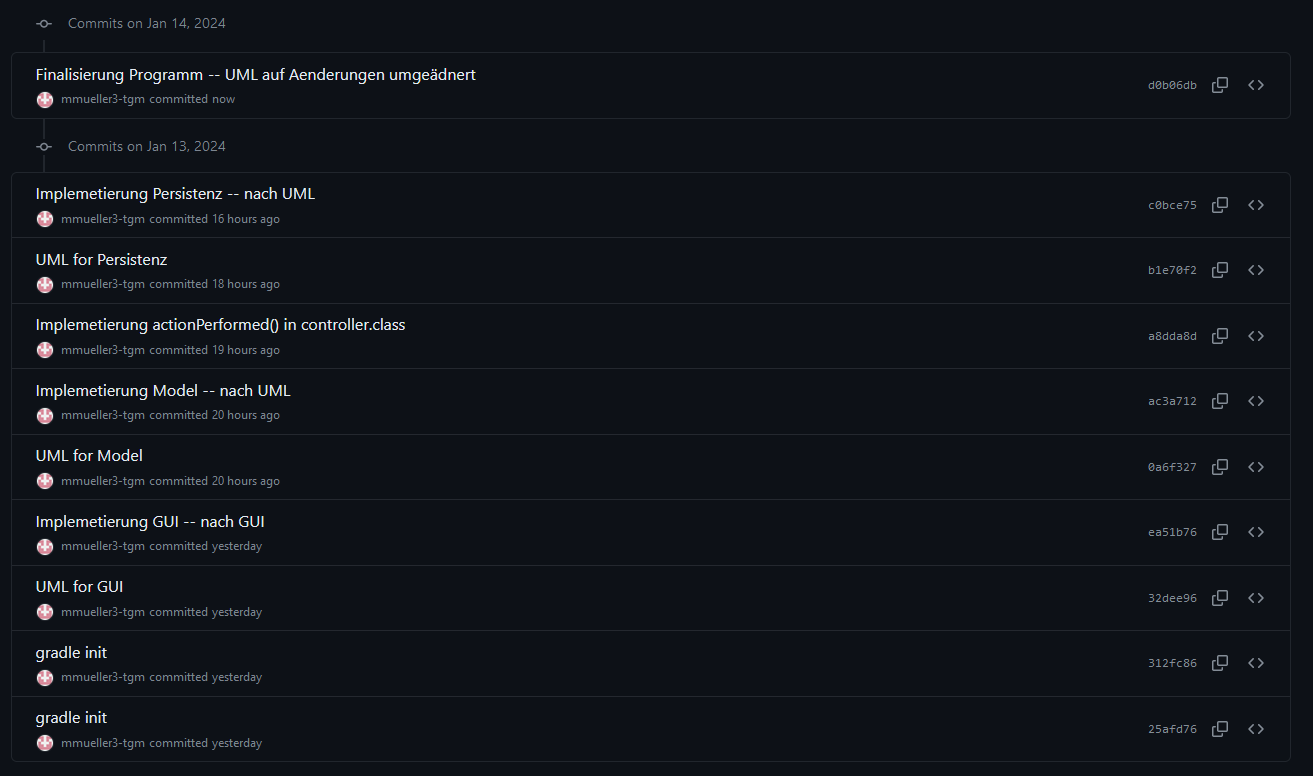 Commits on Jan 14, 2024
Finalisierung Programm -- UML auf Aenderungen umgeädnert
d0b06db
mmueller3-tgm committed now
Commits on Jan 13, 2024
Implemetierung Persistenz -- nach UML
c0bce75
mmueller3-tgm committed 16 hours ago
UML for Persistenz
b1e70f2
mmueller3-tgm committed 18 hours ago
Implemetierung actionPerformed() in controller.class
a8dda8d
mmueller3-tgm committed 19 hours ago
Implemetierung Model -- nach UML
ac3a712
mmueller3-tgm committed 20 hours ago
UML for Model
0a6f327
mmueller3-tgm committed 20 hours ago
Implemetierung GUI -- nach GUI
ea51b76
mmueller3-tgm committed yesterday
UML for GUI
32dee96
mmueller3-tgm committed yesterday
gradle init
312fc86
mmueller3-tgm committed yesterday
gradle init
25afd76
mmueller3-tgm committed yesterday